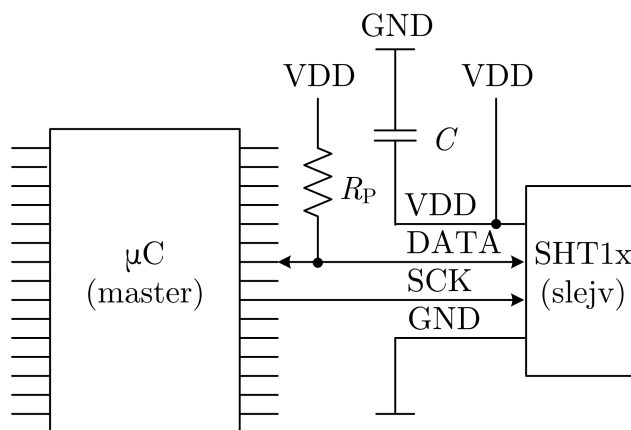 GND
VDD
VDD
C
R_P
VDD
DATA
SCK
GND
µC
(master)
SHT1x
(slejv)